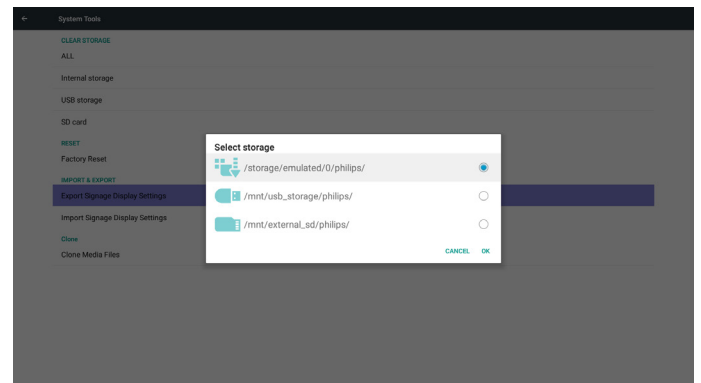 System Tools
CLEAR STORAGE
ALL
Internal storage
USB storage
SD card
RESET
Factory Reset
IMPORT & EXPORT
Export Signage Display Settings
Import Signage Display Settings
Clone
Clone Media Files
Select storage
/storage/emulated/0/philips/
/mnt/usb_storage/philips/
/mnt/external_sd/philips/
CANCEL OK